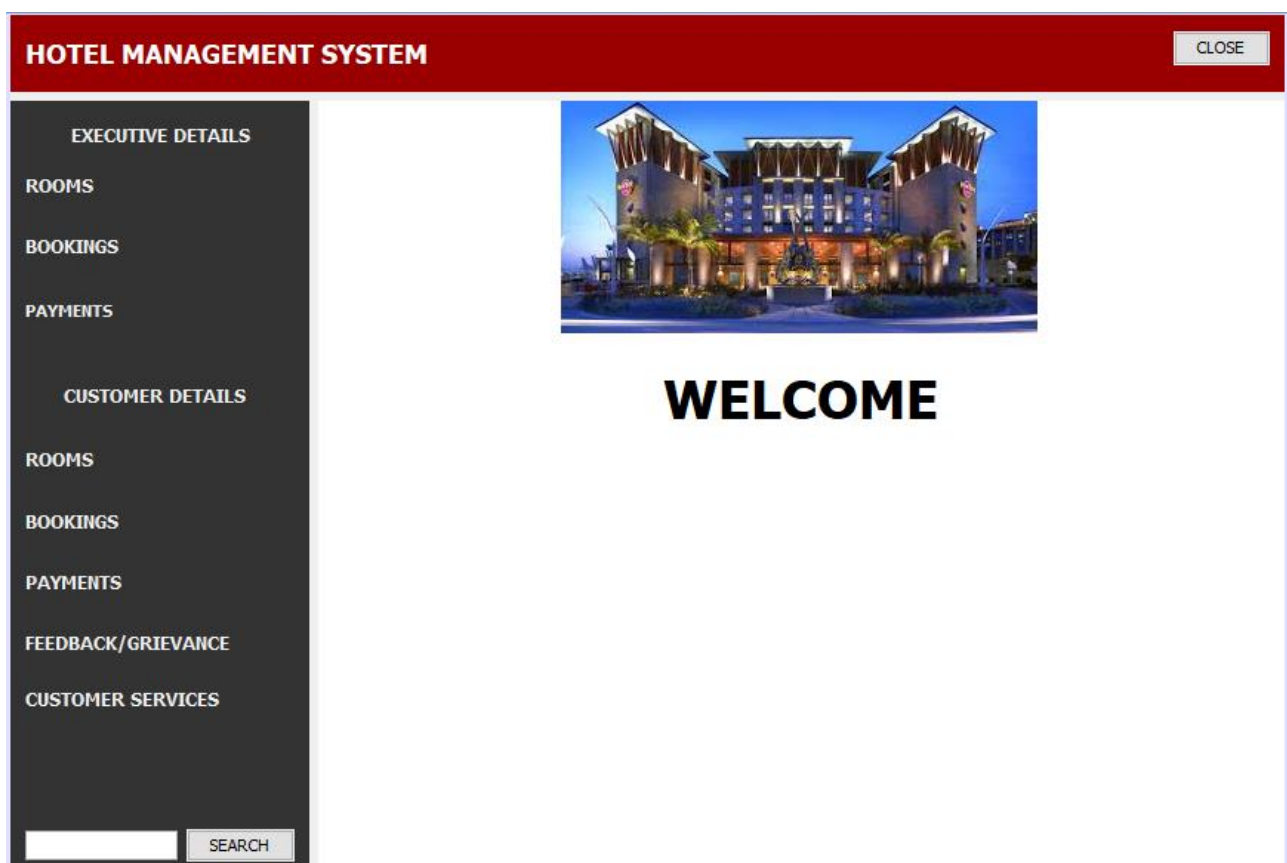 HOTEL MANAGEMENT SYSTEM
CLOSE
EXECUTIVE DETAILS
ROOMS
BOOKINGS
PAYMENTS
CUSTOMER DETAILS
ROOMS
BOOKINGS
PAYMENTS
FEEDBACK/GRIEVANCE
CUSTOMER SERVICES
SEARCH
WELCOME